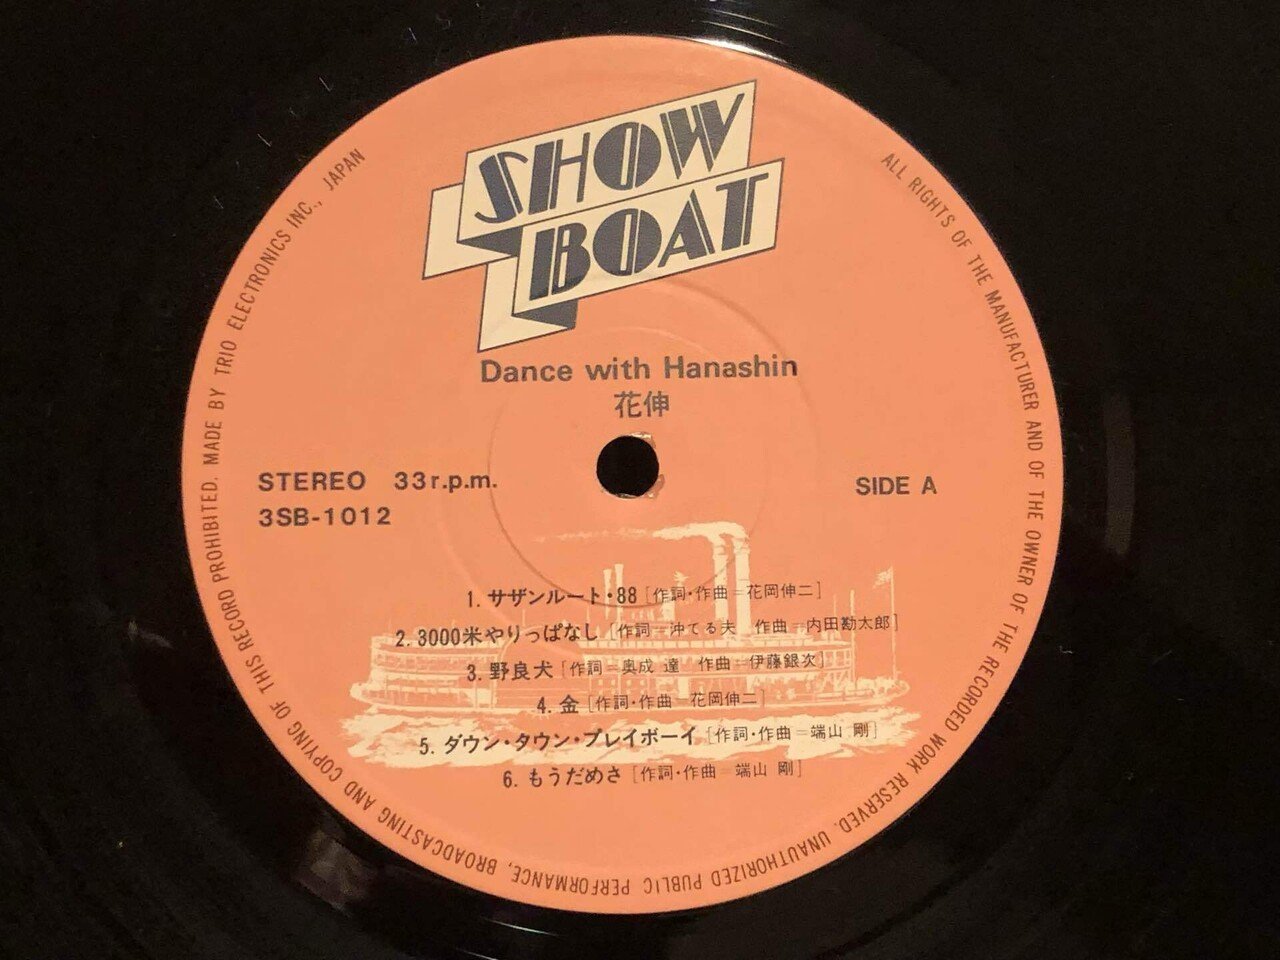 SHOW
BOAT
Dance with Hanashin
花伸
STEREO 33r.p.m.
3SB-1012
SIDE A
1. サザンルート・88 [作詞・作曲=花岡伸二]
2. 3000米やりっぱなし [作詞=沖てる夫 作曲=内田勘太郎]
3. 野良犬 [作詞=奥成 達 作曲=伊藤銀次]
4. 金 [作詞・作曲=花岡伸二]
5. ダウン・タウン・プレイボーイ [作詞・作曲=端山 剛]
6. もうだめさ [作詞・作曲=端山 剛]
ALL RIGHTS OF THE MANUFACTURER AND OF THE OWNER OF THE RECORDED WORK RESERVED. UNAUTHORIZED PUBLIC PERFORMANCE, BROADCASTING AND COPYING OF THIS RECORD PROHIBITED. MADE BY TRIO ELECTRONICS INC., JAPAN